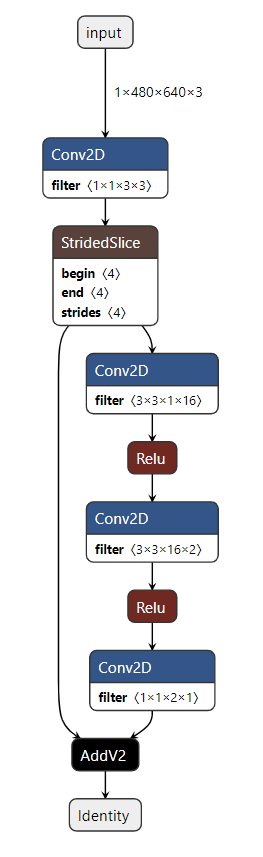 input
1×480×640×3
Conv2D
filter ⟨1×1×3×3⟩
StridedSlice
begin ⟨4⟩
end ⟨4⟩
strides ⟨4⟩
Conv2D
filter ⟨3×3×1×16⟩
Relu
Conv2D
filter ⟨3×3×16×2⟩
Relu
Conv2D
filter ⟨1×1×2×1⟩
AddV2
Identity